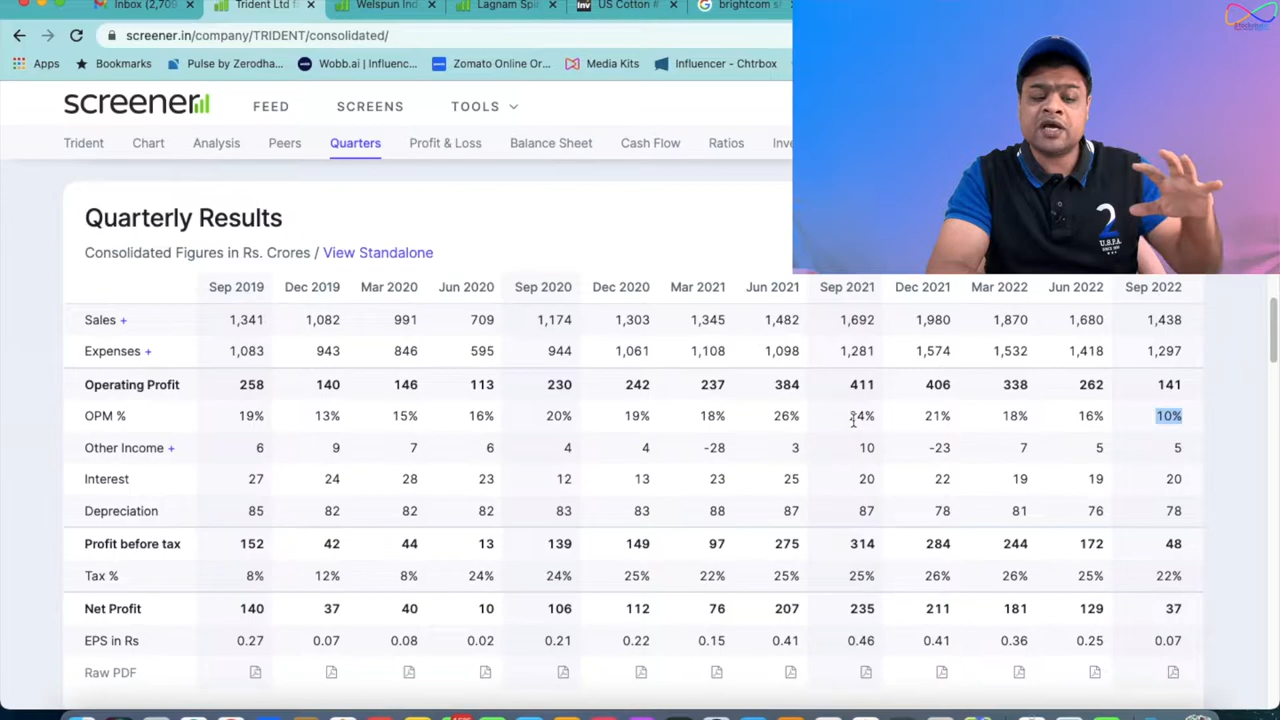 Inbox (2,709
Trident Ltd f
Welspun Ind
Lagnam Spi
US Cotton #
brightcom s
screener.in/company/TRIDENT/consolidated/
Apps Bookmarks Pulse by Zerodha... Wobb.ai | Influenc... Zomato Online Or... Media Kits Influencer - Chtrbox
screener FEED SCREENS TOOLS
Trident Chart Analysis Peers Quarters Profit & Loss Balance Sheet Cash Flow Ratios
Quarterly Results
Consolidated Figures in Rs. Crores / View Standalone
Sep 2019 Dec 2019 Mar 2020 Jun 2020 Sep 2020 Dec 2020 Mar 2021 Jun 2021 Sep 2021 Dec 2021 Mar 2022 Jun 2022 Sep 2022
Sales + 1,341 1,082 991 709 1,174 1,303 1,345 1,482 1,692 1,980 1,870 1,680 1,438
Expenses + 1,083 943 846 595 944 1,061 1,108 1,098 1,281 1,574 1,532 1,418 1,297
Operating Profit 258 140 146 113 230 242 237 384 411 406 338 262 141
OPM % 19% 13% 15% 16% 20% 19% 18% 26% 24% 21% 18% 16% 10%
Other Income + 6 9 7 6 4 4 -28 3 10 -23 7 5 5
Interest 27 24 28 23 12 13 23 25 20 22 19 19 20
Depreciation 85 82 82 82 83 83 88 87 87 78 81 76 78
Profit before tax 152 42 44 13 139 149 97 275 314 284 244 172 48
Tax % 8% 12% 8% 24% 24% 25% 22% 25% 25% 26% 26% 25% 22%
Net Profit 140 37 40 10 106 112 76 207 235 211 181 129 37
EPS in Rs 0.27 0.07 0.08 0.02 0.21 0.22 0.15 0.41 0.46 0.41 0.36 0.25 0.07
Raw PDF
2
U.S.P.A.